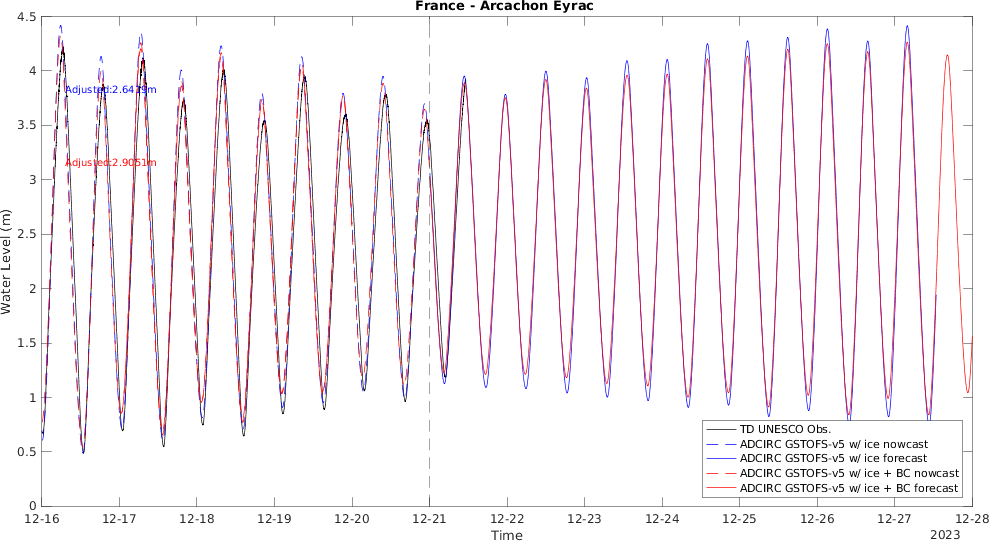 France - Arcachon Eyrac
4.5
4
3.5
3
2.5
2
1.5
1
0.5
0
Water Level (m)
Adjusted:2.9051m
TD UNESCO Obs.
ADCIRC GSTOFS-v5 w/ ice nowcast
ADCIRC GSTOFS-v5 w/ ice forecast
ADCIRC GSTOFS-v5 w/ ice + BC nowcast
ADCIRC GSTOFS-v5 w/ ice + BC forecast
12-16 12-17 12-18 12-19 12-20 12-21 12-22 12-23 12-24 12-25 12-26 12-27 12-28
Time
2023